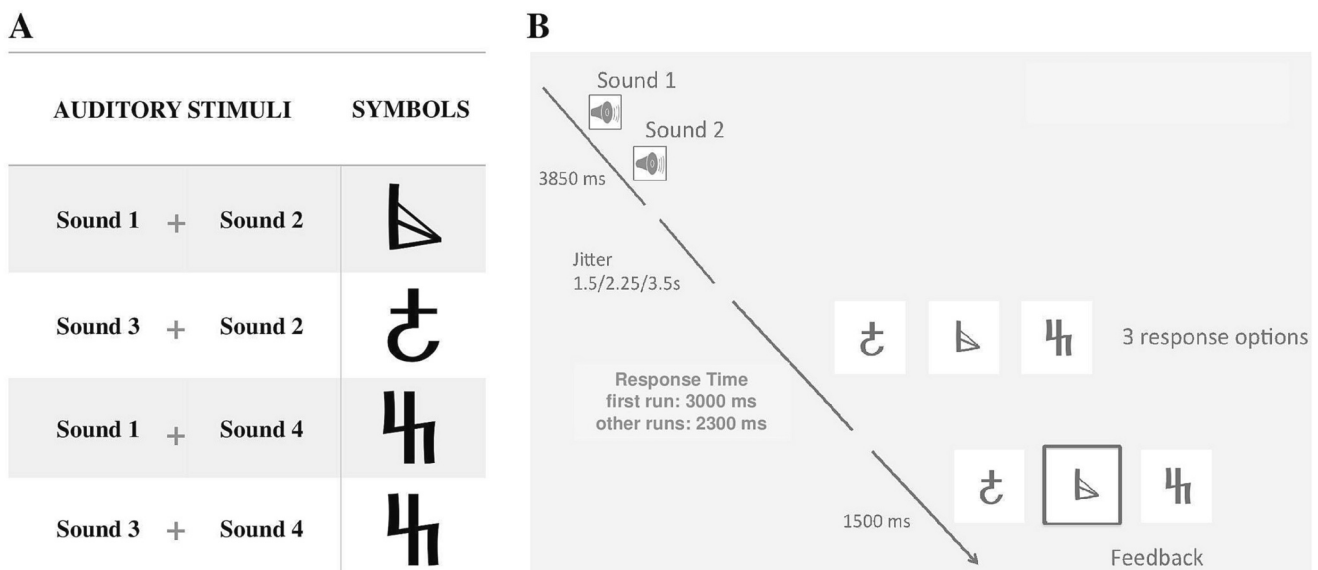 A
AUDITORY STIMULI SYMBOLS
Sound 1 + Sound 2
Sound 3 + Sound 2
Sound 1 + Sound 4
Sound 3 + Sound 4
B
Sound 1
Sound 2
3850 ms
Jitter
1.5/2.25/3.5s
3 response options
Response Time
first run: 3000 ms
other runs: 2300 ms
1500 ms
Feedback